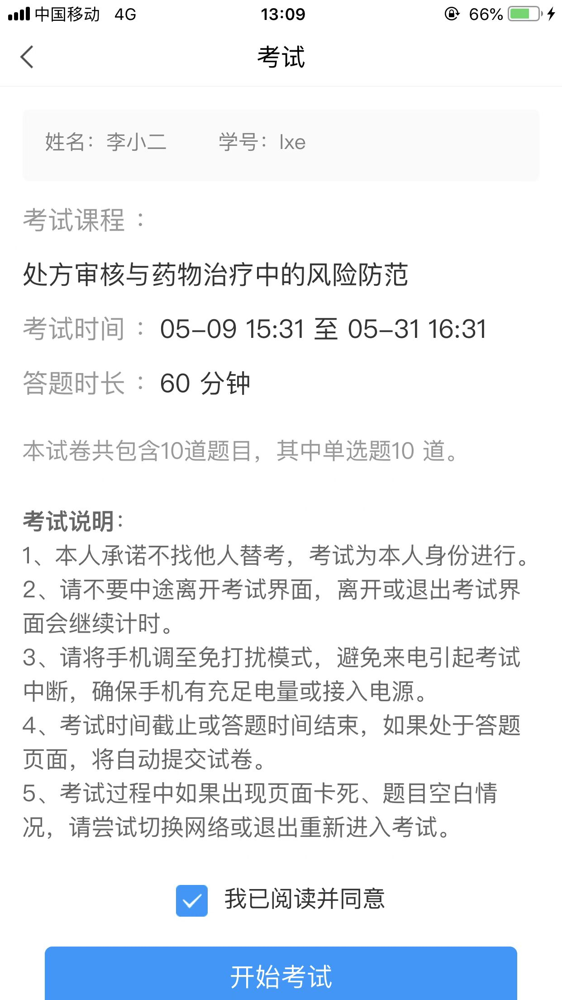 中国移动 4G 13:09 66%
考试
姓名：李小二 学号：lxe
考试课程 ：
处方审核与药物治疗中的风险防范
考试时间 ： 05-09 15:31 至 05-31 16:31
答题时长 ： 60 分钟
本试卷共包含10道题目，其中单选题10 道。
考试说明：
1、本人承诺不找他人替考，考试为本人身份进行。
2、请不要中途离开考试界面，离开或退出考试界
面会继续计时。
3、请将手机调至免打扰模式，避免来电引起考试
中断，确保手机有充足电量或接入电源。
4、考试时间截止或答题时间结束，如果处于答题
页面，将自动提交试卷。
5、考试过程中如果出现页面卡死、题目空白情
况，请尝试切换网络或退出重新进入考试。
我已阅读并同意
开始考试